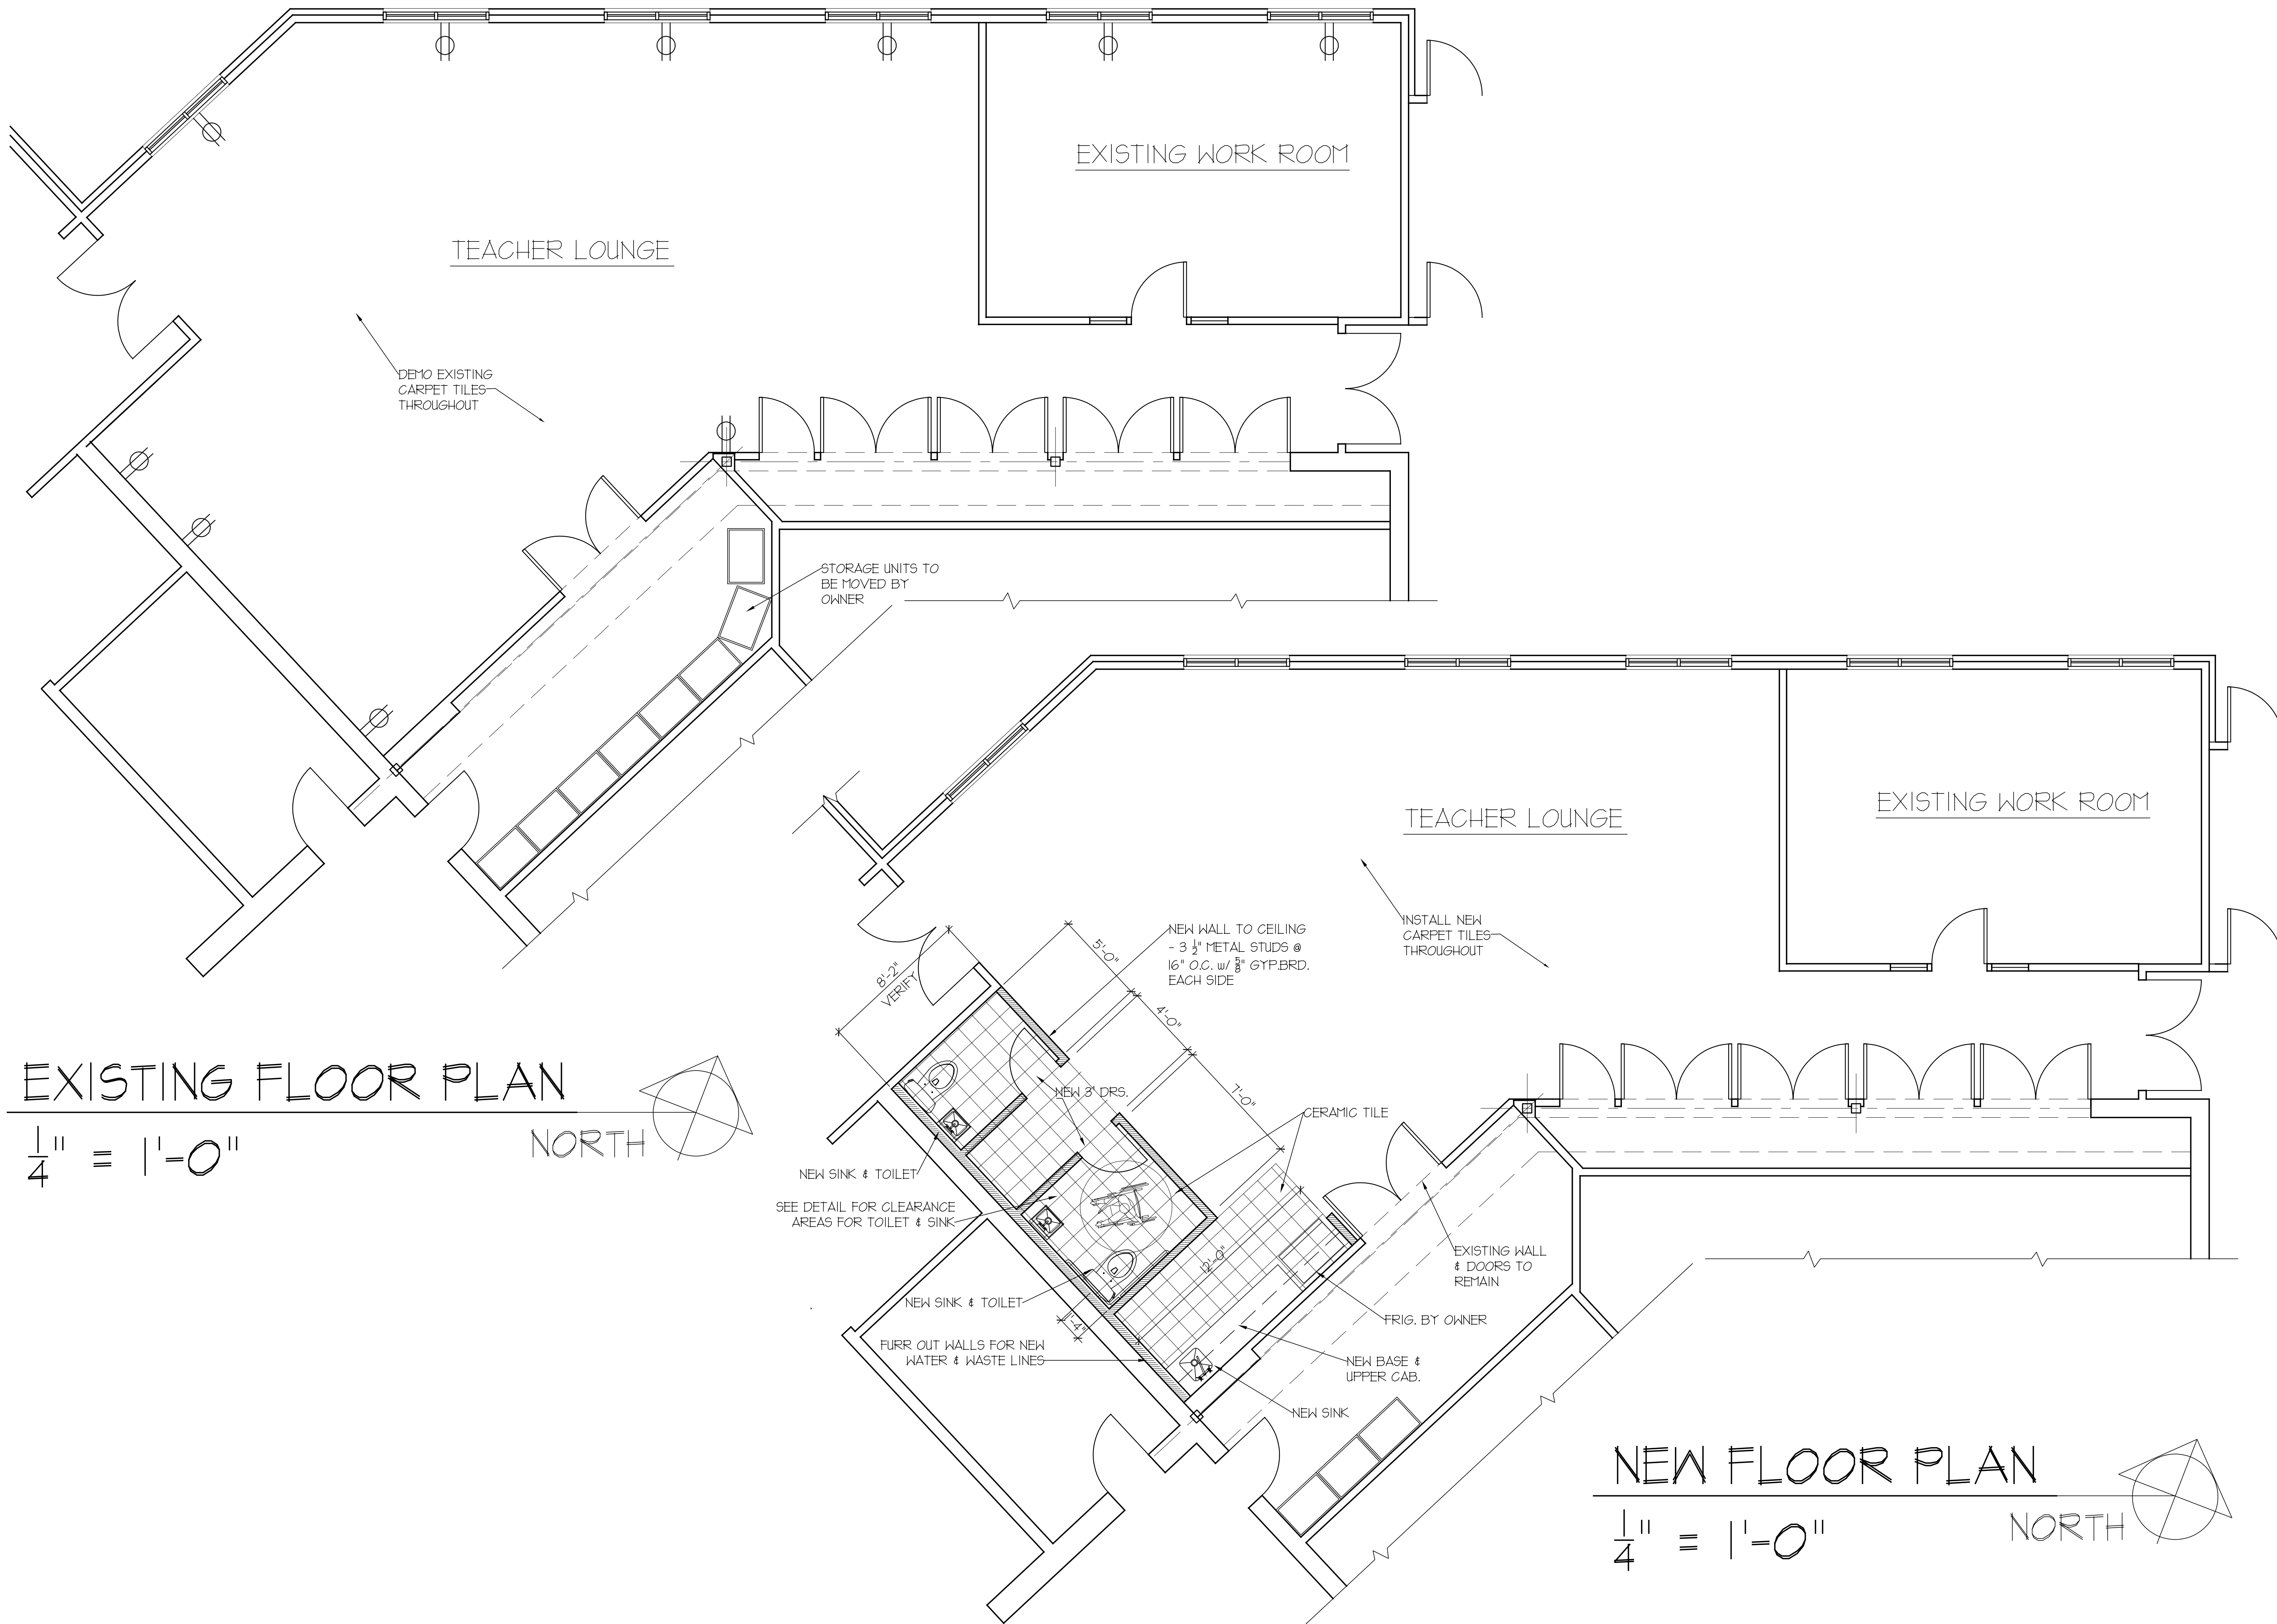 EXISTING WORK ROOM
TEACHER LOUNGE
DEMO EXISTING
CARPET TILES
THROUGHOUT
STORAGE UNITS TO
BE MOVED BY
OWNER
EXISTING FLOOR PLAN
1/4" = 1'-0"
NORTH
TEACHER LOUNGE
EXISTING WORK ROOM
INSTALL NEW
CARPET TILES
THROUGHOUT
NEW WALL TO CEILING
- 3 1/2" METAL STUDS @
16" O.C. w/ 5/8" GYP.BRD.
EACH SIDE
8'-2"
VERIFY
5'-0"
4'-0"
7'-0"
NEW 3' DRS.
CERAMIC TILE
NEW SINK & TOILET
SEE DETAIL FOR CLEARANCE
AREAS FOR TOILET & SINK
12'-0"
EXISTING WALL
& DOORS TO
REMAIN
NEW SINK & TOILET
1'-4"
FRIG. BY OWNER
FURR OUT WALLS FOR NEW
WATER & WASTE LINES
NEW BASE &
UPPER CAB.
NEW SINK
NEW FLOOR PLAN
1/4" = 1'-0"
NORTH